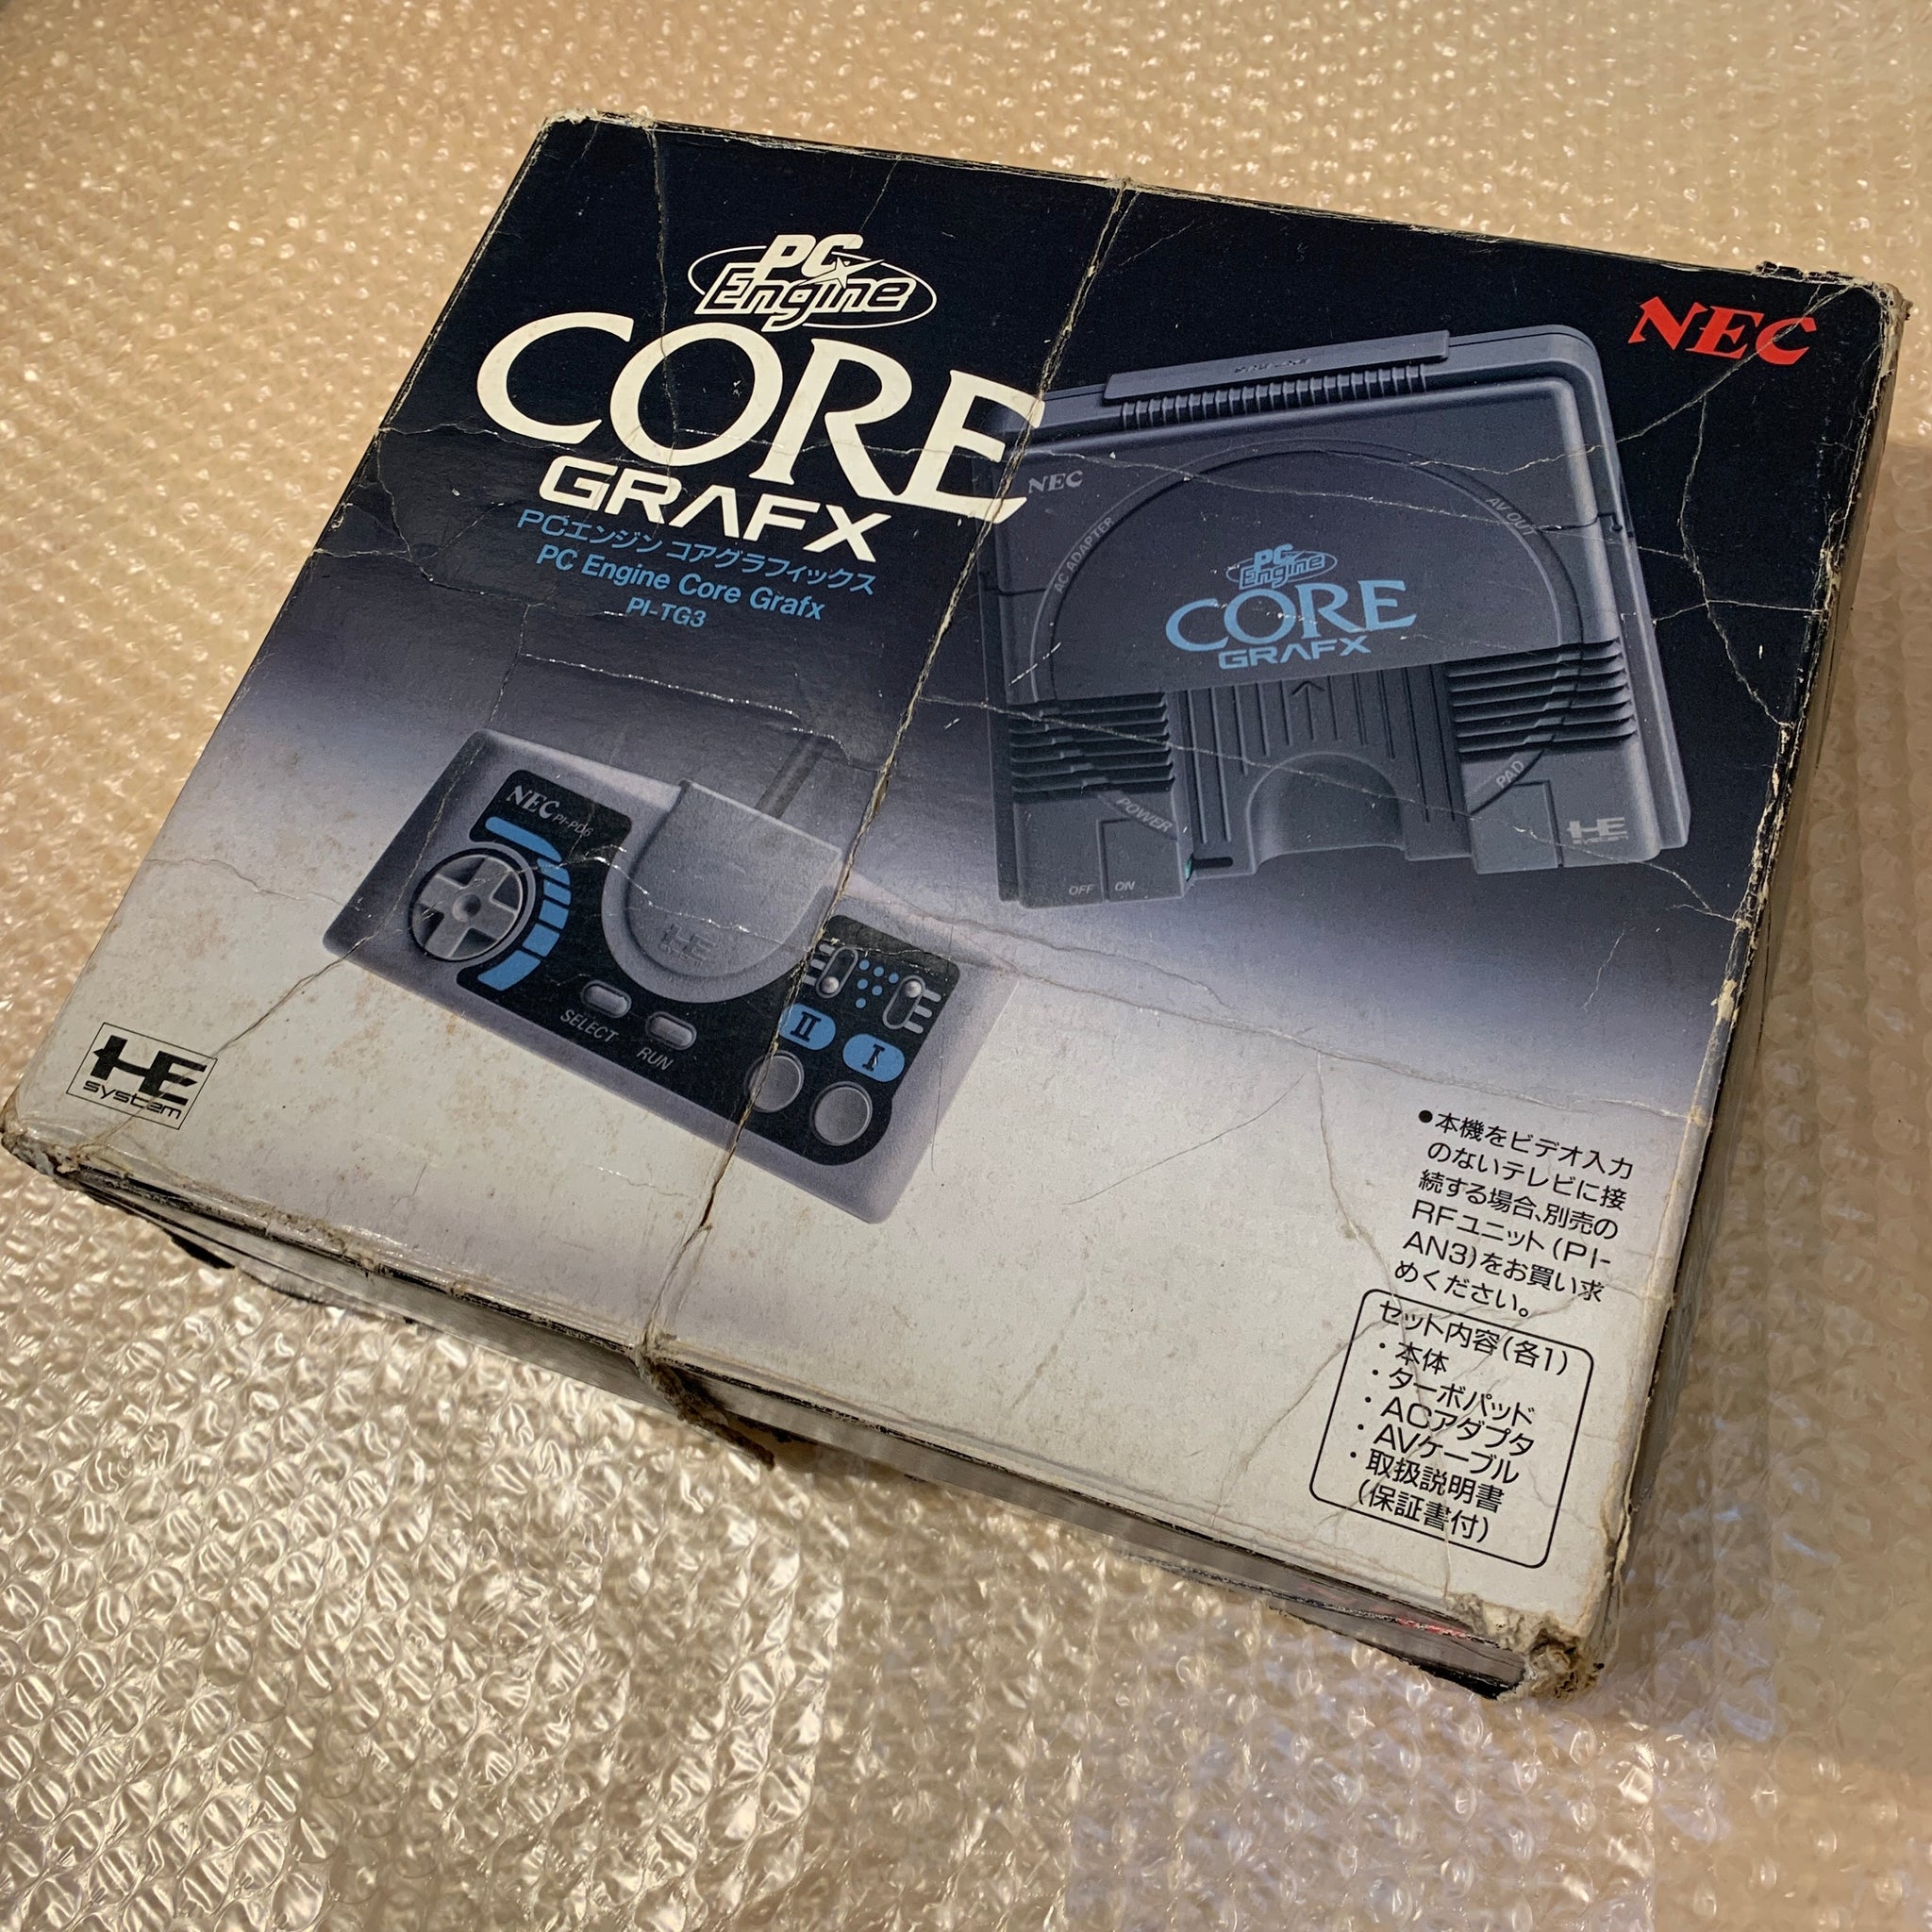 PC Engine
CORE
GRAFX
PCエンジン コアグラフィックス
PC Engine Core Grafx
PI-TG3
NEC
NEC
AC ADAPTER
AV OUT
PC Engine
CORE
GRAFX
POWER
OFF ON
PAD
HE
NEC PI-PD6
HE
SELECT
RUN
II
I
HE
system
●本機をビデオ入力
のないテレビに接
続する場合、別売の
RFユニット(PI-
AN3)をお買い求
めください。
セット内容(各1)
・本体
・ターボパッド
・ACアダプタ
・AVケーブル
・取扱説明書
(保証書付)